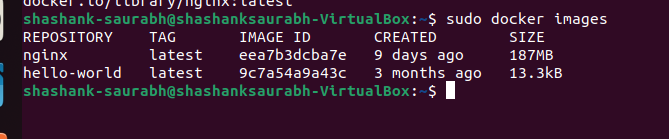 docker.io/library/nginx:latest
shashank-saurabh@shashanksaurabh-VirtualBox:~$ sudo docker images
REPOSITORY    TAG       IMAGE ID       CREATED        SIZE
nginx         latest    eea7b3dcba7e   9 days ago     187MB
hello-world   latest    9c7a54a9a43c   3 months ago   13.3kB
shashank-saurabh@shashanksaurabh-VirtualBox:~$